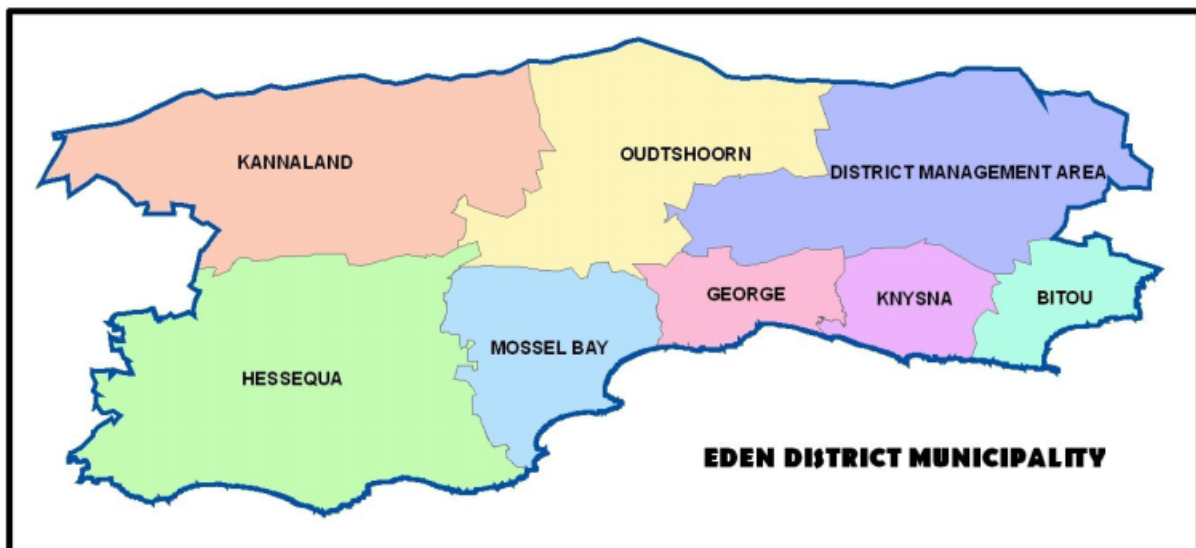 OUDTSHOORN
KANNALAND
DISTRICT MANAGEMENT AREA
GEORGE
KNYSNA
BITOU
MOSSEL BAY
HESSEQUA
EDEN DISTRICT MUNICIPALITY